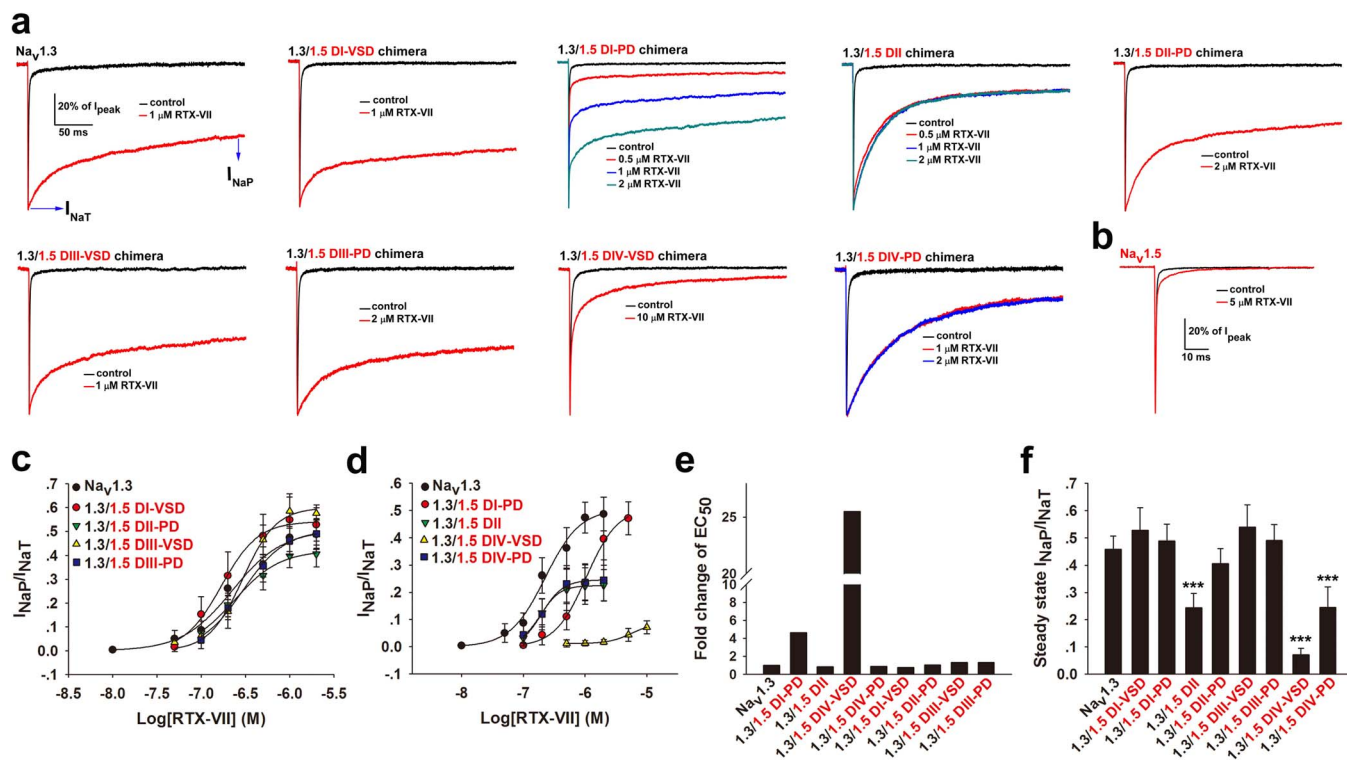 a
Naᵥ1.3
20% of Iₚₑₐₖ
50 ms
control
1 μM RTX-VII
I_NaP
I_NaT
1.3/1.5 DI-VSD chimera
control
1 μM RTX-VII
1.3/1.5 DI-PD chimera
control
0.5 μM RTX-VII
1 μM RTX-VII
2 μM RTX-VII
1.3/1.5 DII chimera
control
0.5 μM RTX-VII
1 μM RTX-VII
2 μM RTX-VII
1.3/1.5 DII-PD chimera
control
2 μM RTX-VII
1.3/1.5 DIII-VSD chimera
control
1 μM RTX-VII
1.3/1.5 DIII-PD chimera
control
2 μM RTX-VII
1.3/1.5 DIV-VSD chimera
control
10 μM RTX-VII
1.3/1.5 DIV-PD chimera
control
1 μM RTX-VII
2 μM RTX-VII
b
Naᵥ1.5
control
5 μM RTX-VII
20% of Iₚₑₐₖ
10 ms
c
I_NaP/I_NaT
.7
.6
.5
.4
.3
.2
.1
0.0
-.1
Naᵥ1.3
1.3/1.5 DI-VSD
1.3/1.5 DII-PD
1.3/1.5 DIII-VSD
1.3/1.5 DIII-PD
-8.5 -8.0 -7.5 -7.0 -6.5 -6.0 -5.5
Log[RTX-VII] (M)
d
I_NaP/I_NaT
.6
.5
.4
.3
.2
.1
0.0
-.1
Naᵥ1.3
1.3/1.5 DI-PD
1.3/1.5 DII
1.3/1.5 DIV-VSD
1.3/1.5 DIV-PD
-8 -7 -6 -5
Log[RTX-VII] (M)
e
Fold change of EC₅₀
25
20
10
8
6
4
2
0
Naᵥ1.3
1.3/1.5 DI-PD
1.3/1.5 DII
1.3/1.5 DIV-VSD
1.3/1.5 DIV-PD
1.3/1.5 DI-VSD
1.3/1.5 DII-PD
1.3/1.5 DIII-VSD
1.3/1.5 DIII-PD
f
Steady state I_NaP/I_NaT
.7
.6
.5
.4
.3
.2
.1
0
***
***
***
Naᵥ1.3
1.3/1.5 DI-VSD
1.3/1.5 DI-PD
1.3/1.5 DII
1.3/1.5 DII-PD
1.3/1.5 DIII-VSD
1.3/1.5 DIII-PD
1.3/1.5 DIV-VSD
1.3/1.5 DIV-PD